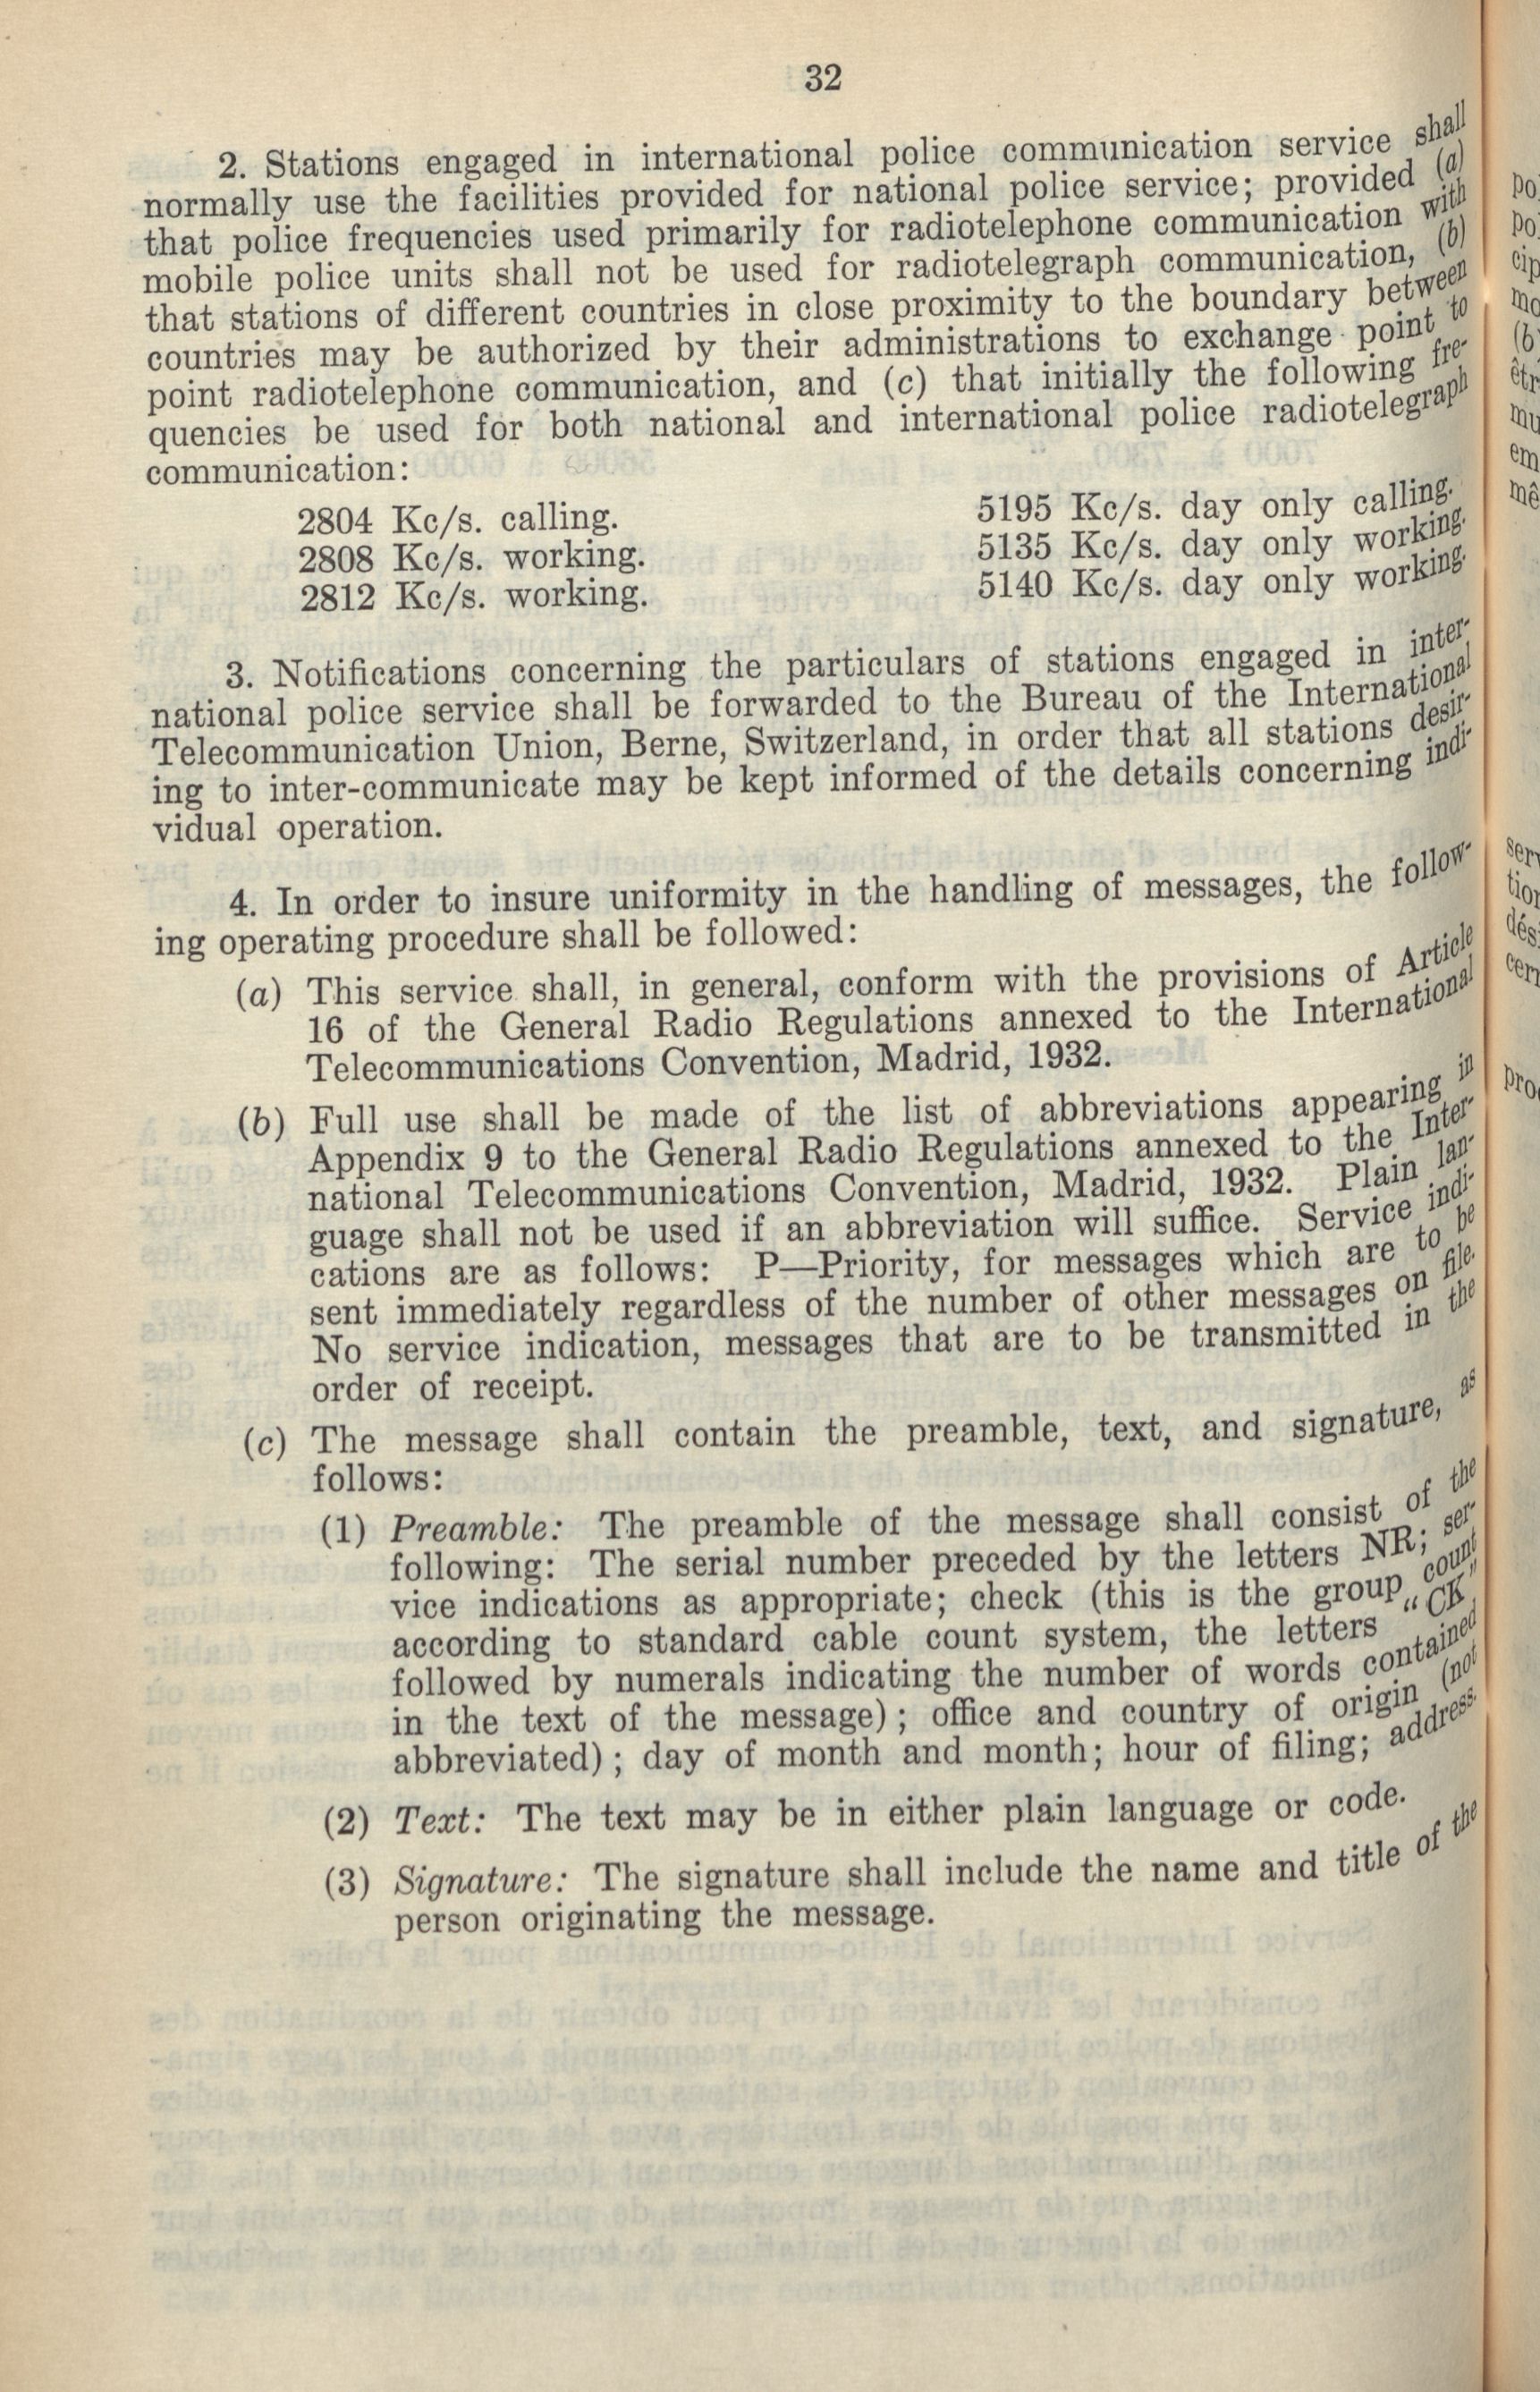 32
2. Stations engaged in international police communication service shall
normally use the facilities provided for national police service; provided (a)
that police frequencies used primarily for radiotelephone communication with
mobile police units shall not be used for radiotelegraph communication, (b)
that stations of different countries in close proximity to the boundary between
countries may be authorized by their administrations to exchange point to
point radiotelephone communication, and (c) that initially the following fre-
quencies be used for both national and international police radiotelegraph
communication:
2804 Kc/s. calling. 5195 Kc/s. day only calling.
2808 Kc/s. working. 5135 Kc/s. day only working.
2812 Kc/s. working. 5140 Kc/s. day only working.
3. Notifications concerning the particulars of stations engaged in inter-
national police service shall be forwarded to the Bureau of the International
Telecommunication Union, Berne, Switzerland, in order that all stations desir-
ing to inter-communicate may be kept informed of the details concerning indi-
vidual operation.
4. In order to insure uniformity in the handling of messages, the follow-
ing operating procedure shall be followed:
(a) This service shall, in general, conform with the provisions of Article
16 of the General Radio Regulations annexed to the International
Telecommunications Convention, Madrid, 1932.
(b) Full use shall be made of the list of abbreviations appearing in
Appendix 9 to the General Radio Regulations annexed to the Inter-
national Telecommunications Convention, Madrid, 1932. Plain lan-
guage shall not be used if an abbreviation will suffice. Service indi-
cations are as follows: P—Priority, for messages which are to be
sent immediately regardless of the number of other messages on file.
No service indication, messages that are to be transmitted in the
order of receipt.
(c) The message shall contain the preamble, text, and signature, as
follows:
(1) Preamble: The preamble of the message shall consist of the
following: The serial number preceded by the letters NR; ser-
vice indications as appropriate; check (this is the group count
according to standard cable count system, the letters "CK"
followed by numerals indicating the number of words contained
in the text of the message); office and country of origin (not
abbreviated); day of month and month; hour of filing; address.
(2) Text: The text may be in either plain language or code.
(3) Signature: The signature shall include the name and title of the
person originating the message.